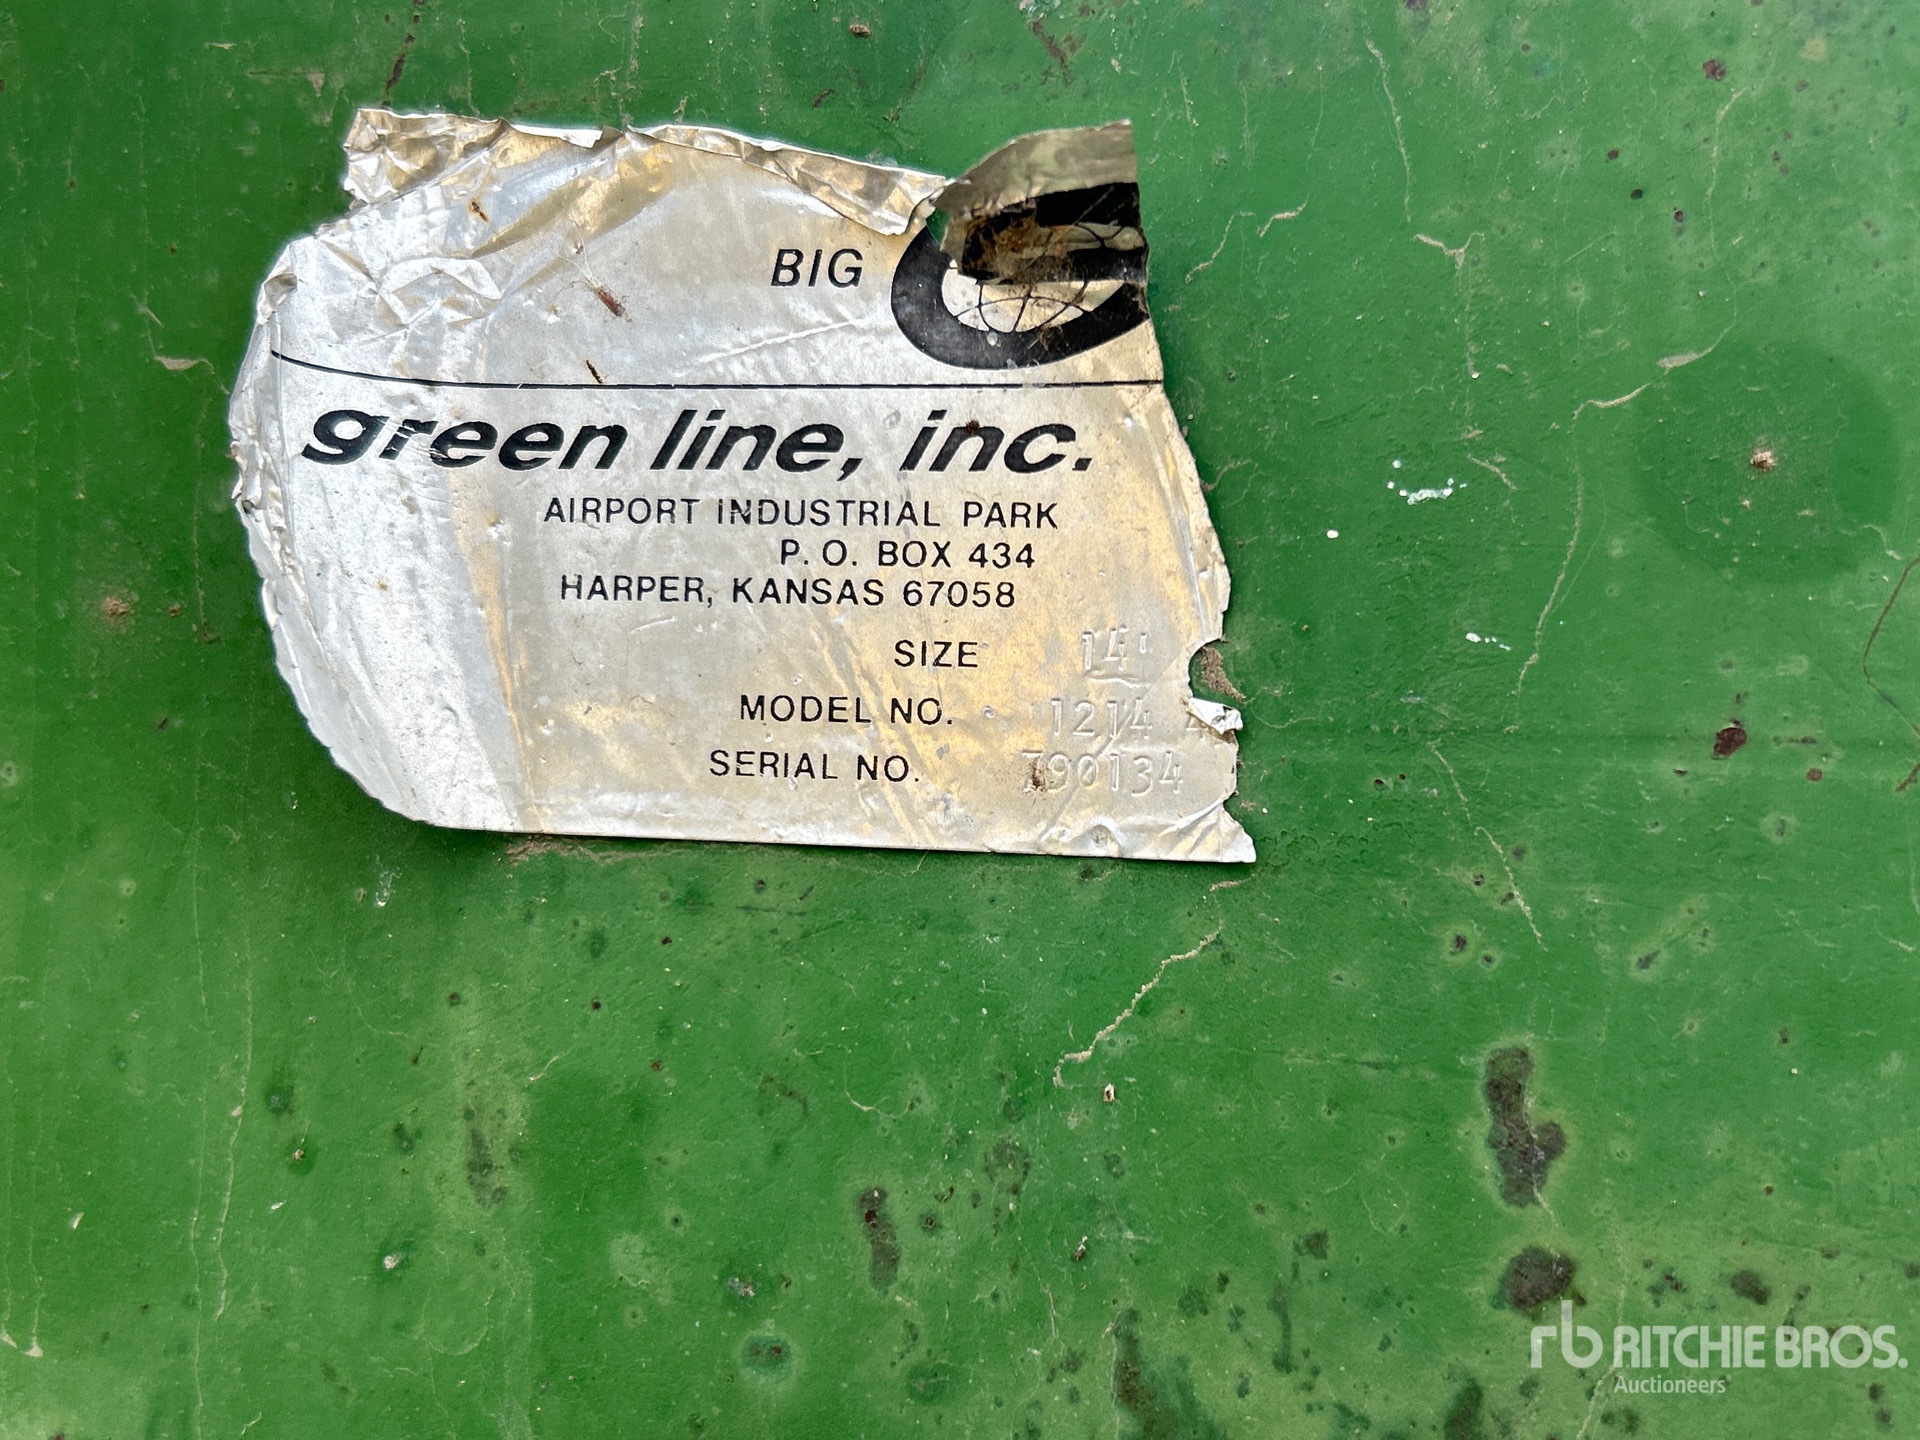 BIG
green line, inc.
AIRPORT INDUSTRIAL PARK
P. O. BOX 434
HARPER, KANSAS 67058
SIZE 14'
MODEL NO. 1214
SERIAL NO. 790134
rb RITCHIE BROS.
Auctioneers